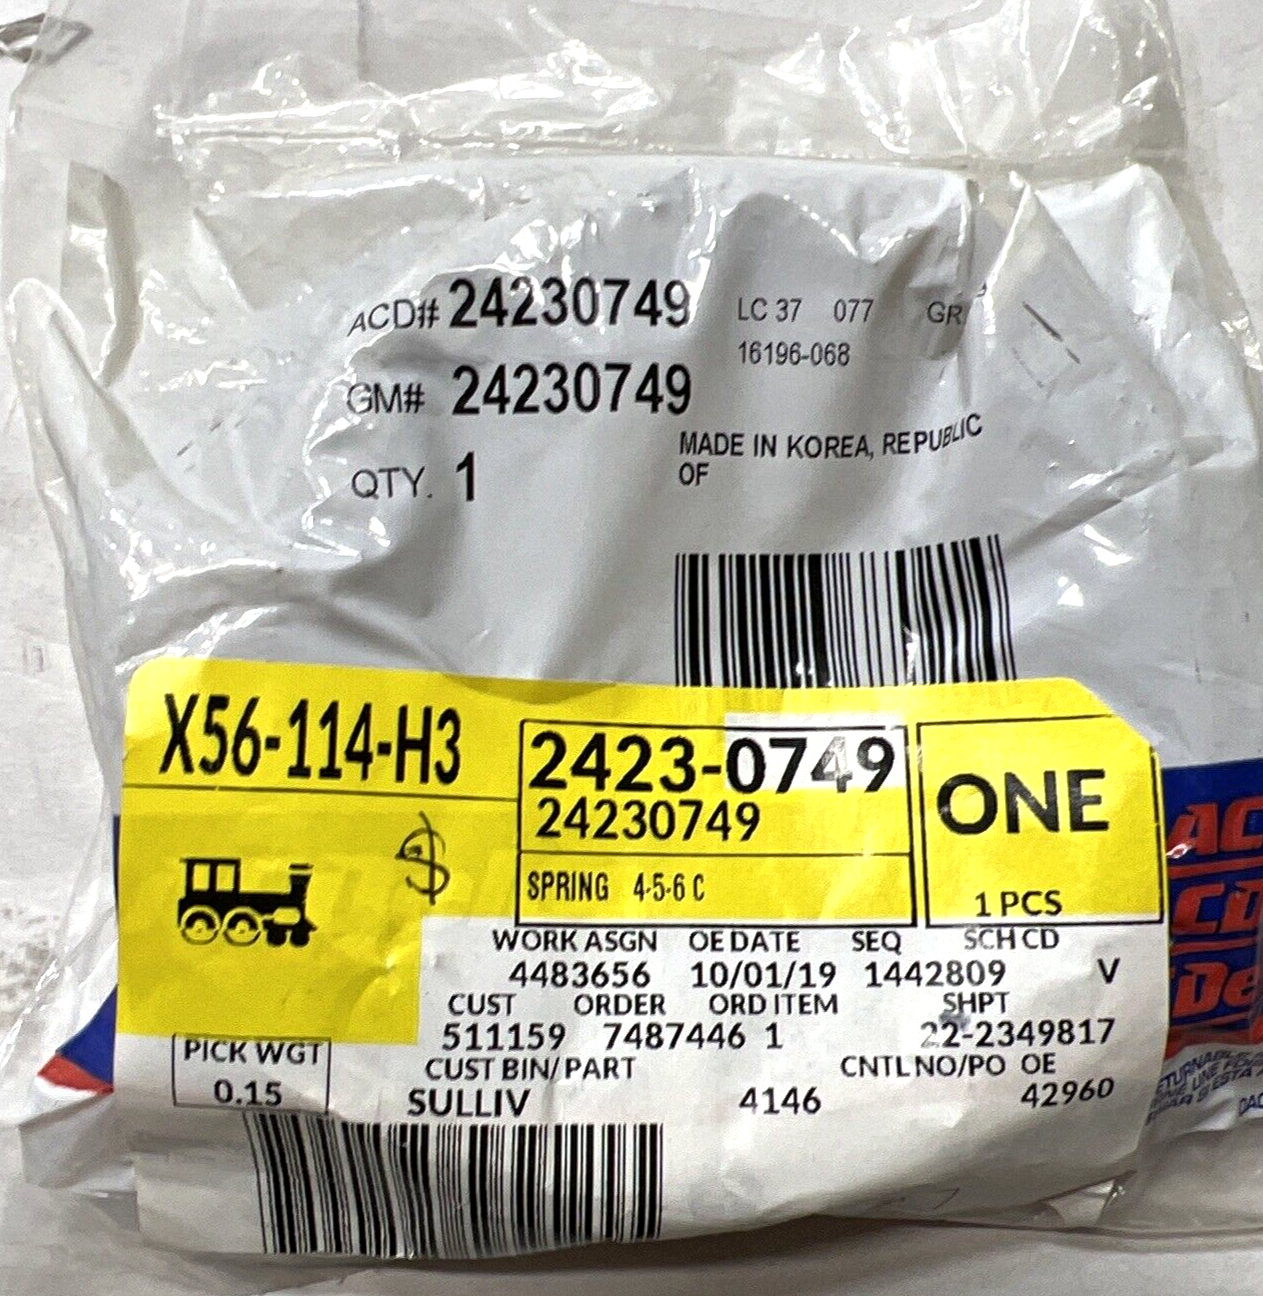 ACD# 24230749 LC 37 077 GR
16196-068
GM# 24230749
MADE IN KOREA, REPUBLIC
OF
QTY. 1
X56-114-H3
2423-0749
24230749
ONE
$
SPRING 4-5-6 C
1 PCS
WORK ASGN OE DATE SEQ SCH CD
4483656 10/01/19 1442809 V
CUST ORDER ORD ITEM SHPT
511159 7487446 1 22-2349817
PICK WGT
0.15
CUST BIN/PART CNTLNO/PO OE
SULLIV 4146 42960
AC